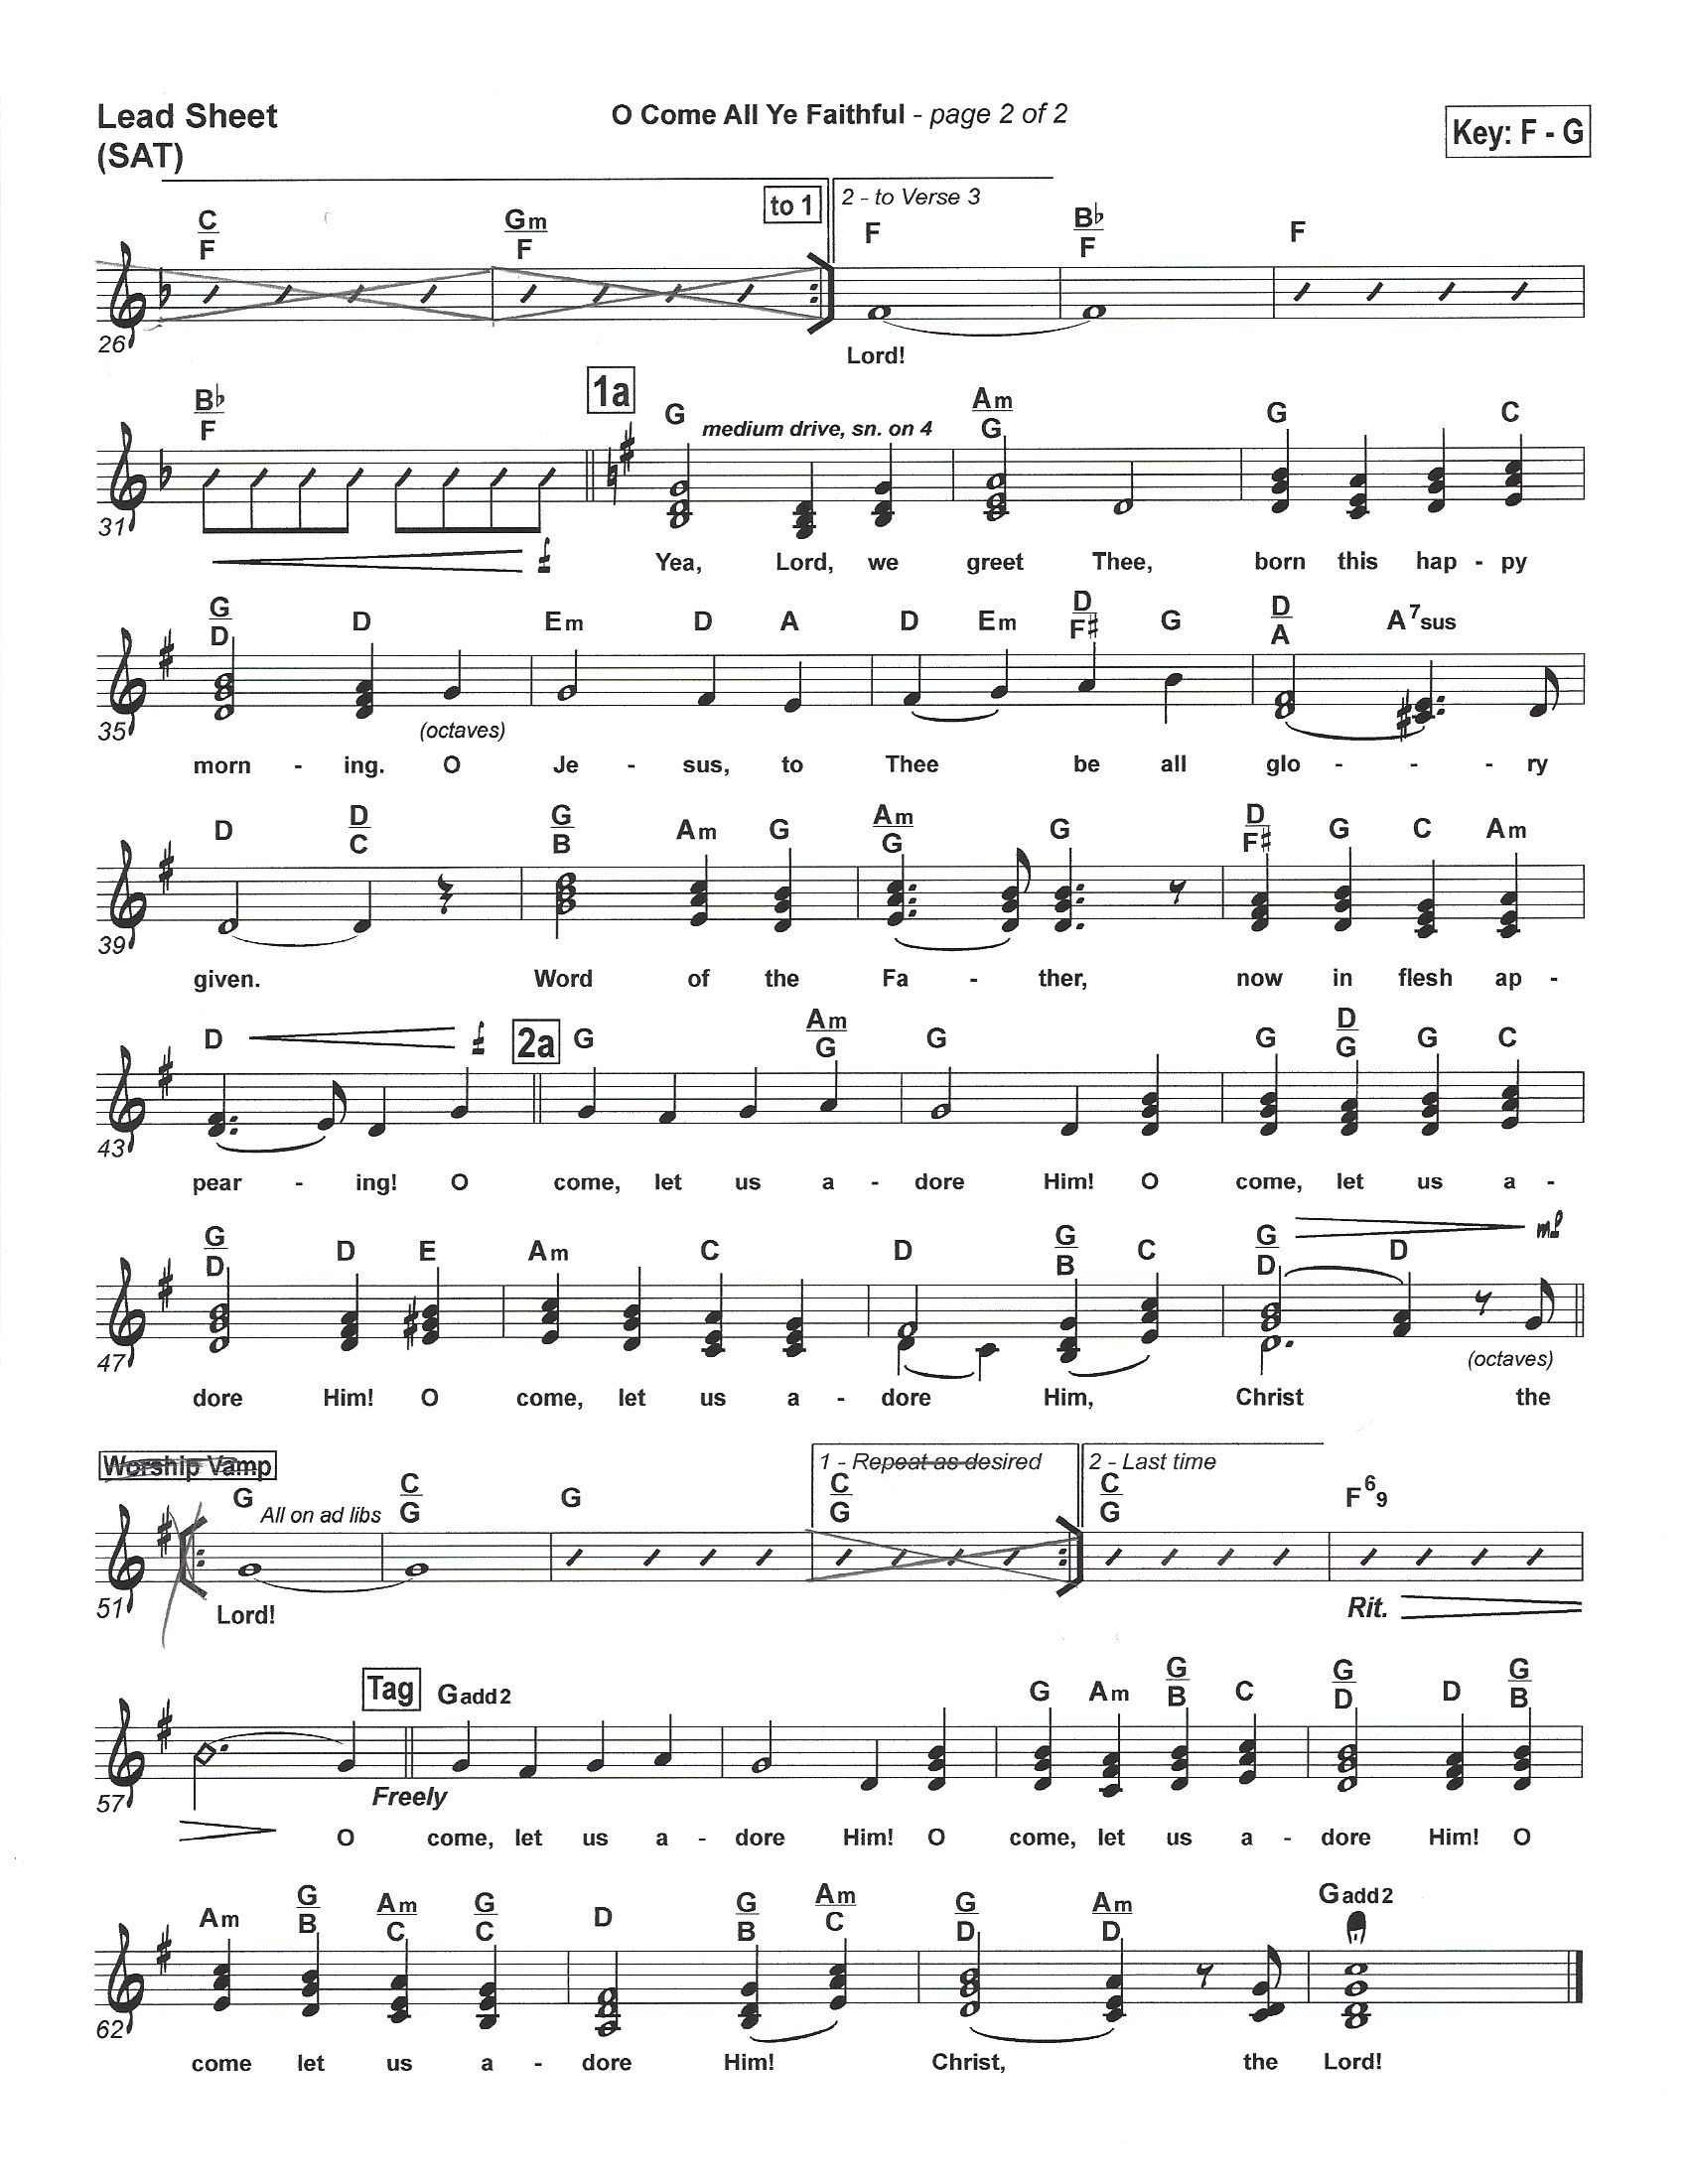 Lead Sheet
(SAT)
O Come All Ye Faithful - page 2 of 2
Key: F - G
to 1
2 - to Verse 3
C/F Gm/F F B♭/F F
26
Lord!
1a
B♭/F G medium drive, sn. on 4 Am/G G C
31
f
Yea, Lord, we greet Thee, born this hap - py
G/D D Em D A D Em D/F♯ G D/A A7sus
35
(octaves)
morn - ing. O Je - sus, to Thee be all glo - - - ry
D D/C G/B Am G Am/G G D/F♯ G C Am
39
given. Word of the Fa - ther, now in flesh ap -
D f 2a G Am/G G G D/G G C
43
pear - ing! O come, let us a - dore Him! O come, let us a -
G/D D E Am C D G/B C G/D D mp
47
(octaves)
dore Him! O come, let us a - dore Him, Christ the
Worship Vamp
1 - Repeat as desired
2 - Last time
G All on ad libs C/G G C/G C/G F69
51
Lord!
Rit.
Tag Gadd2 G Am G/B C G/D D G/B
57
Freely
O come, let us a - dore Him! O come, let us a - dore Him! O
Am G/B Am/C G/C D G/B Am/C G/D Am/D Gadd2
62
come let us a - dore Him! Christ, the Lord!